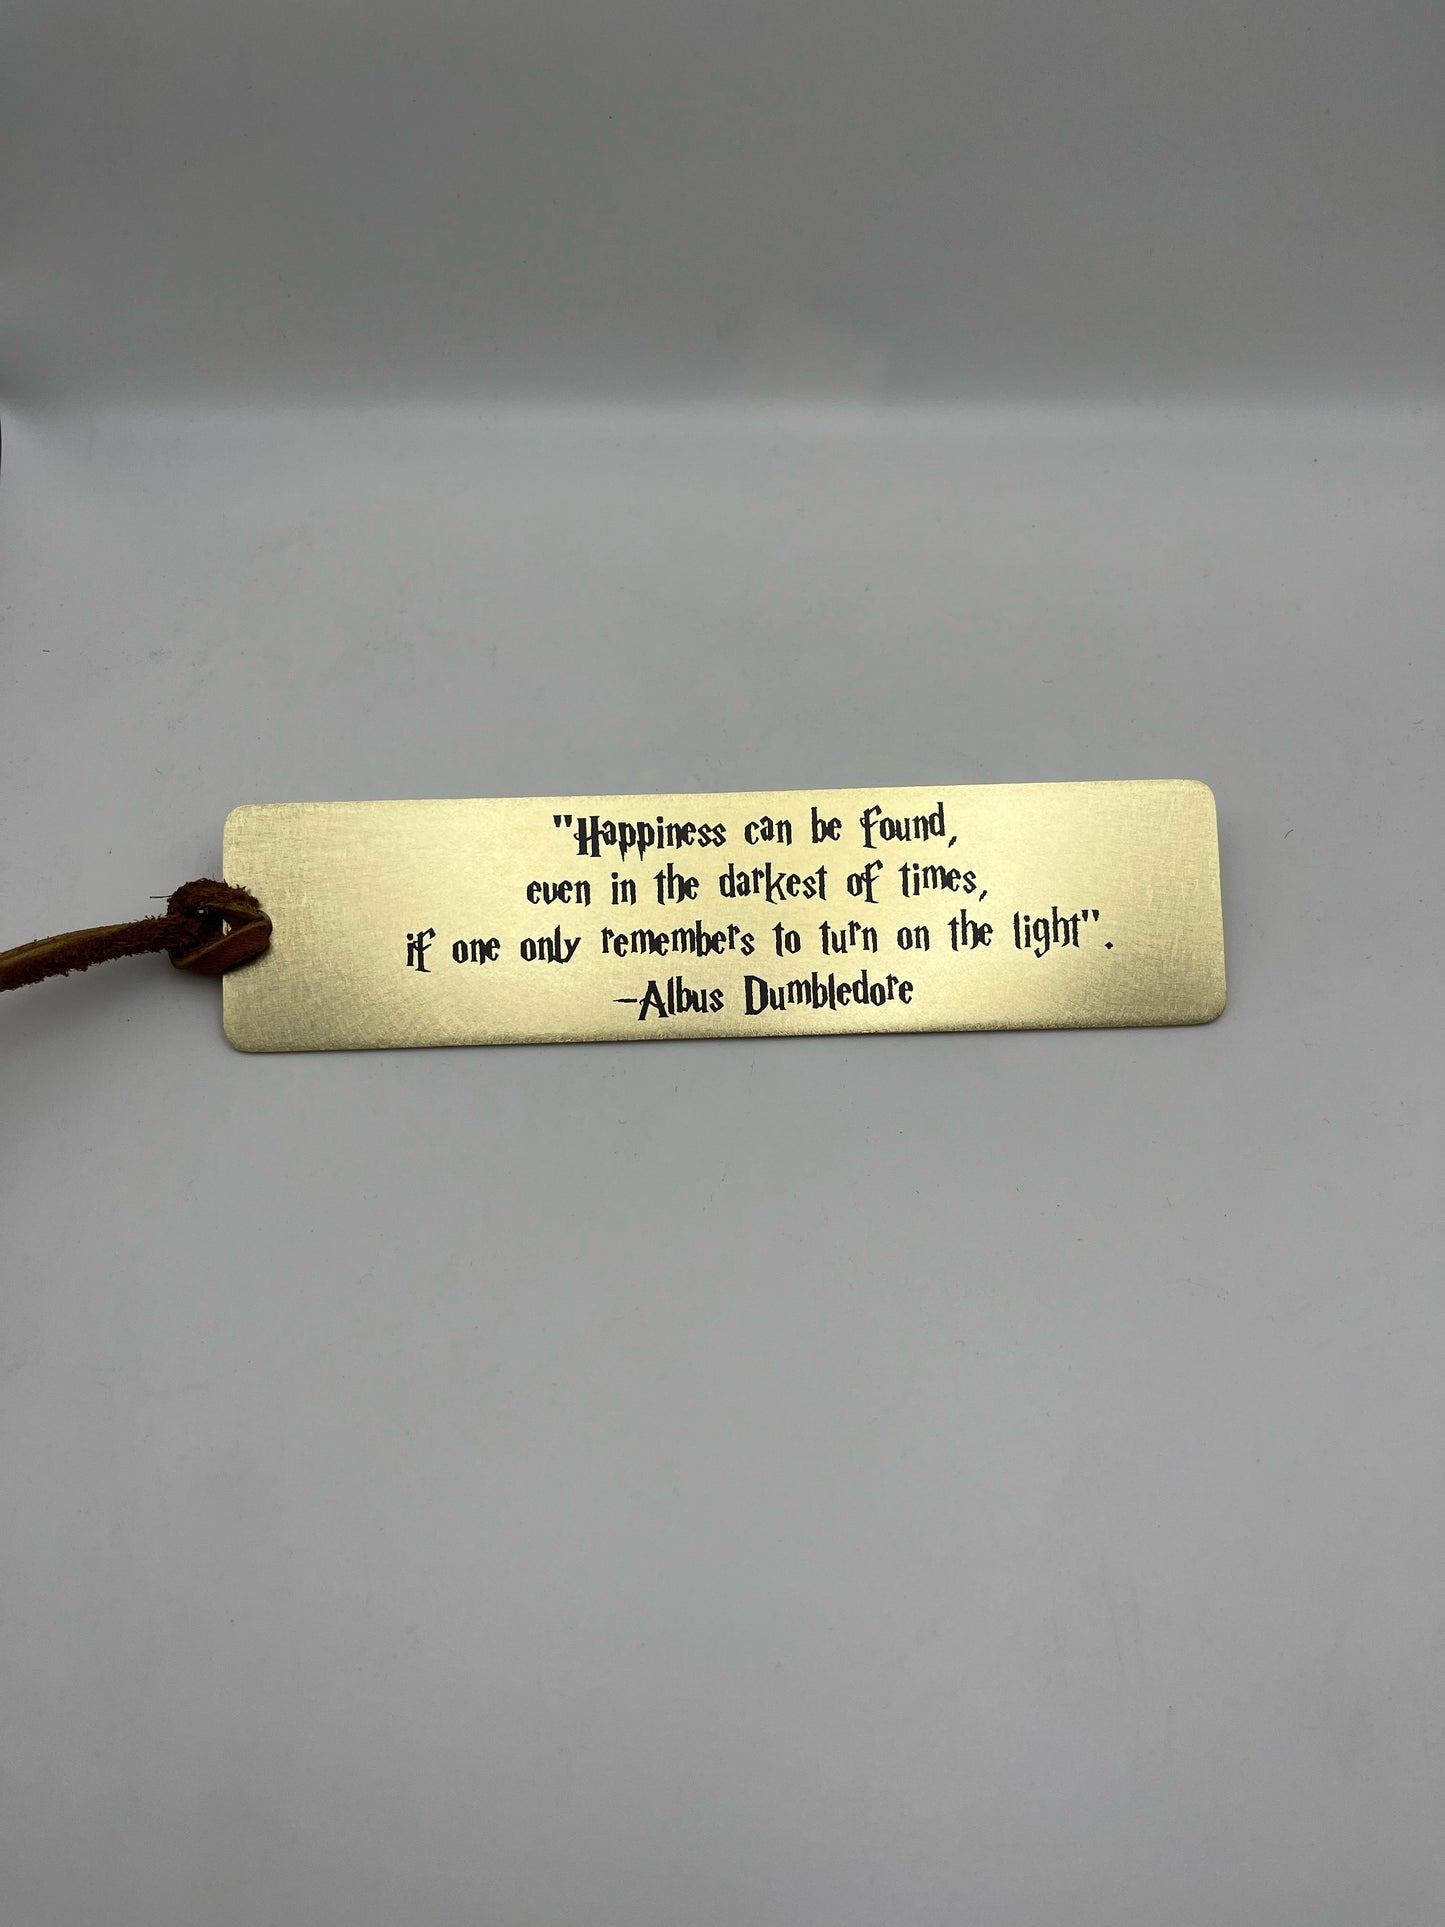 "Happiness can be found,
even in the darkest of times,
if one only remembers to turn on the light".
-Albus Dumbledore